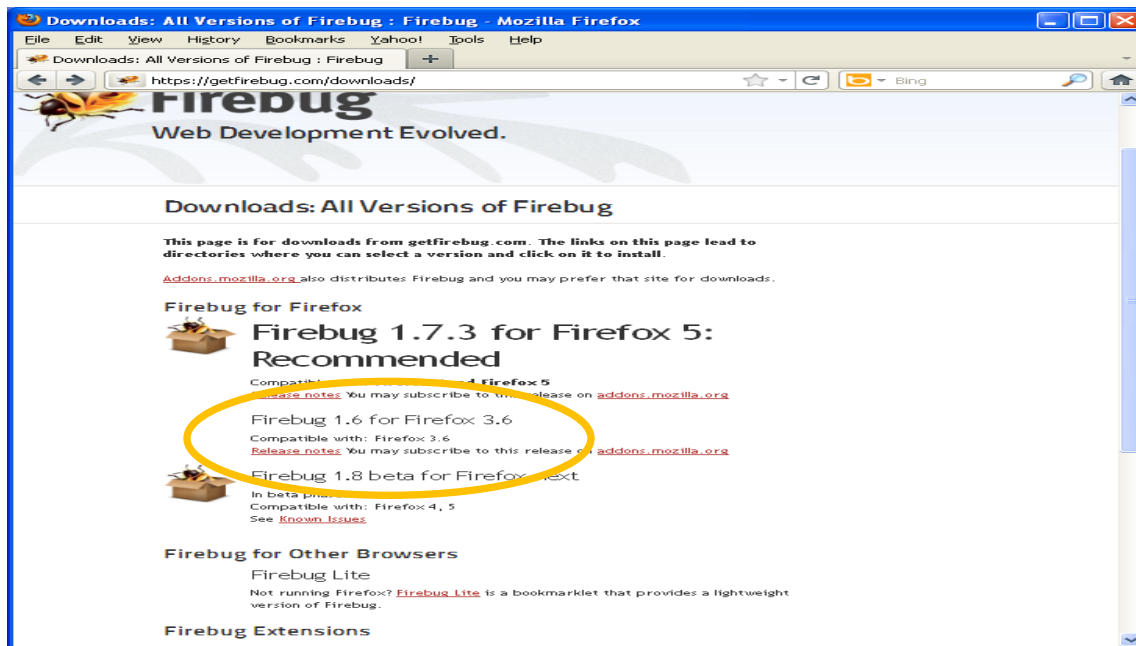 Downloads: All Versions of Firebug : Firebug - Mozilla Firefox
File Edit View History Bookmarks Yahoo! Tools Help
Downloads: All Versions of Firebug : Firebug
https://getfirebug.com/downloads/ Bing
Firebug
Web Development Evolved.
Downloads: All Versions of Firebug
This page is for downloads from getfirebug.com. The links on this page lead to
directories where you can select a version and click on it to install.
Addons.mozilla.org also distributes Firebug and you may prefer that site for downloads.
Firebug for Firefox
Firebug 1.7.3 for Firefox 5:
Recommended
Firefox 5
Release notes You may subscribe to this release on addons.mozilla.org
Firebug 1.6 for Firefox 3.6
Compatible with: Firefox 3.6
Release notes You may subscribe to this release on addons.mozilla.org
Firebug 1.8 beta for Firefox next
In beta
Compatible with: Firefox 4, 5
See Known Issues
Firebug for Other Browsers
Firebug Lite
Not running Firefox? Firebug Lite is a bookmarklet that provides a lightweight
version of Firebug.
Firebug Extensions